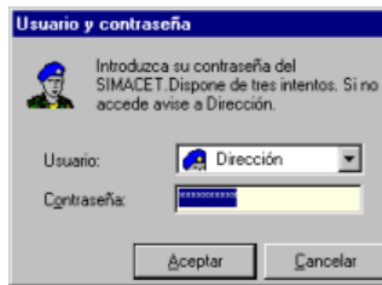 Usuario y contraseña
Introduzca su contraseña del
SIMACET.Dispone de tres intentos. Si no
accede avise a Dirección.
Usuario:
Dirección
Contraseña:
xxxxxxxxxxx
Aceptar
Cancelar